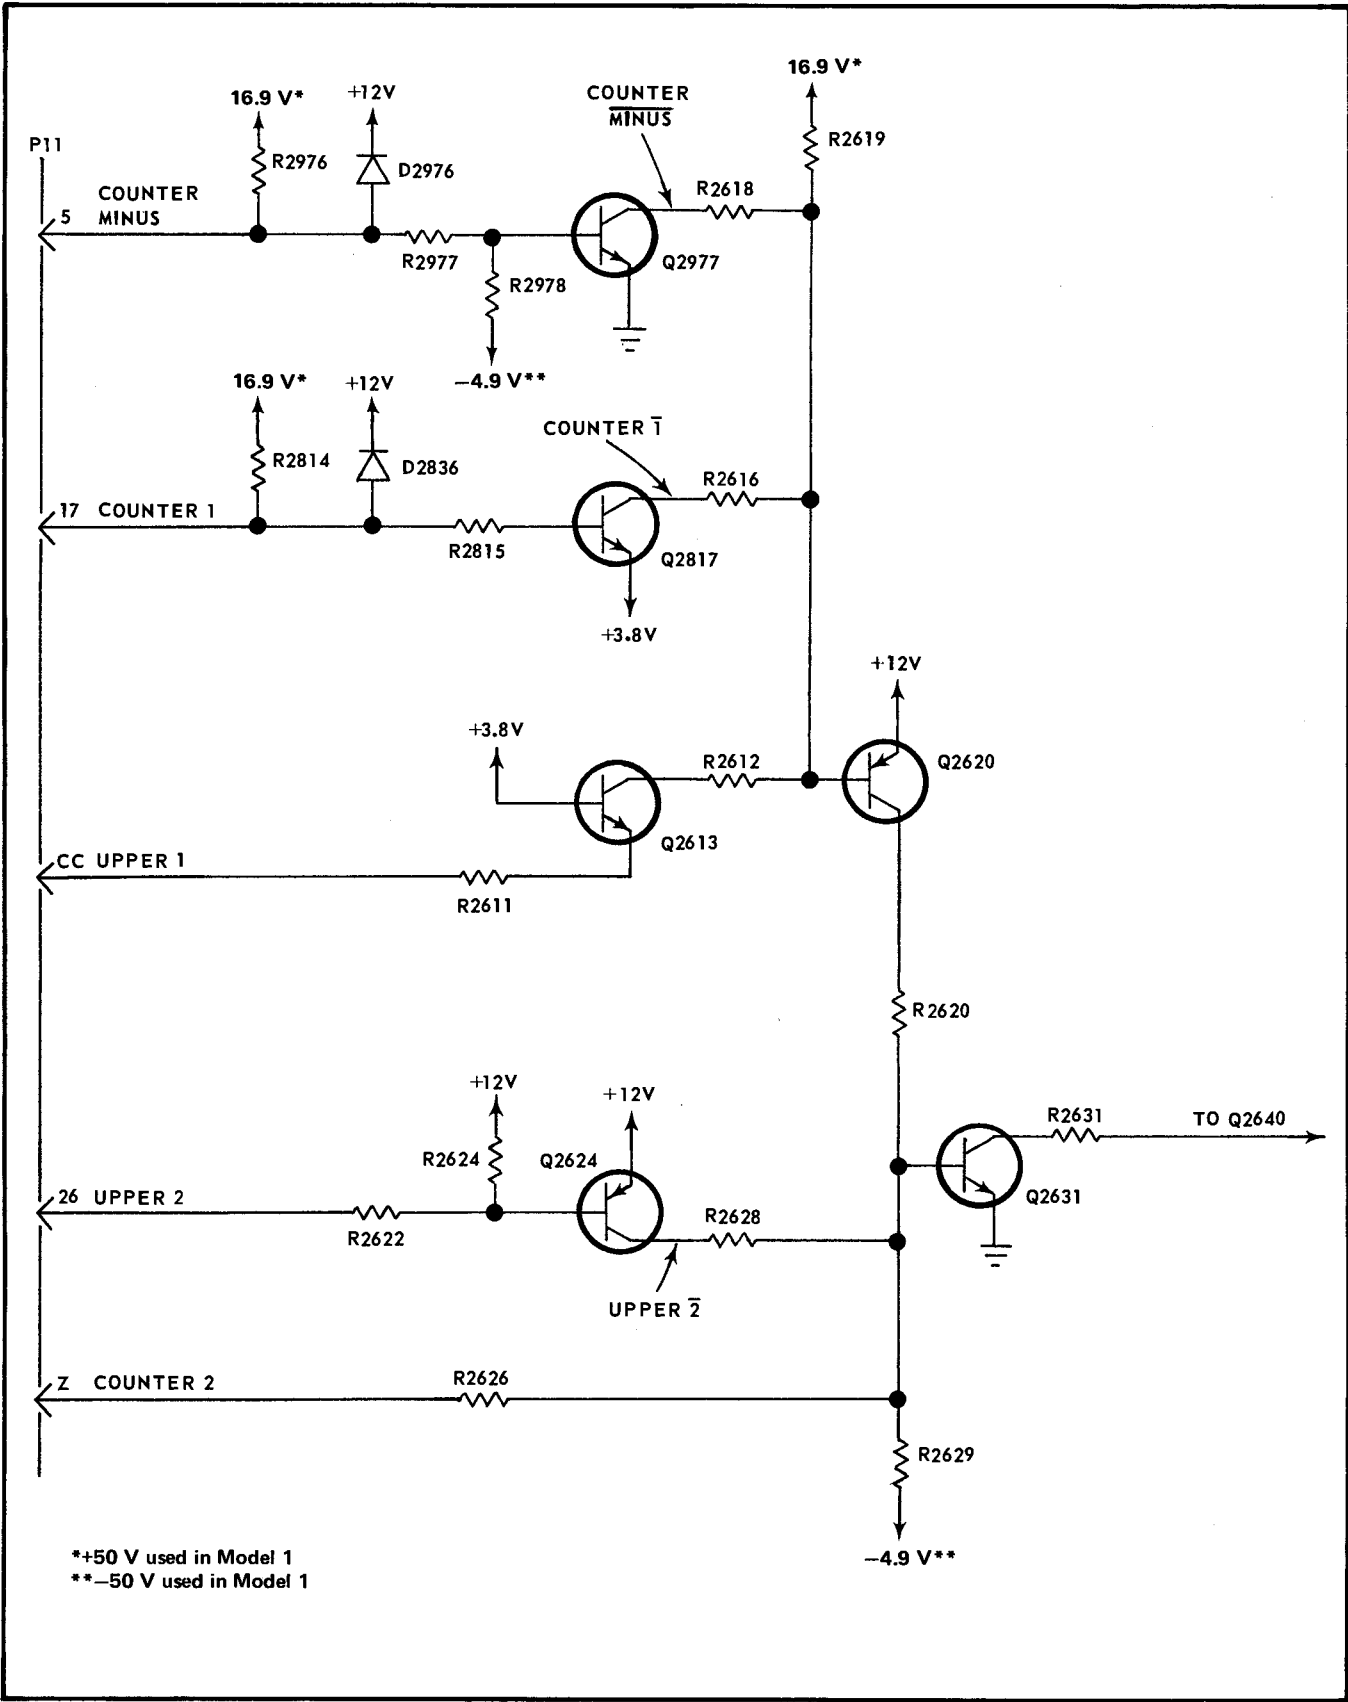 16.9 V*
+12V
COUNTER
MINUS
16.9 V*
R2619
P11
R2976
D2976
5
COUNTER
MINUS
R2618
R2977
R2978
Q2977
−4.9 V**
16.9 V*
+12V
COUNTER 1
R2814
D2836
R2616
17 COUNTER 1
R2815
Q2817
+3.8V
+12V
+3.8V
R2612
Q2620
Q2613
CC UPPER 1
R2611
R2620
+12V
+12V
R2624
Q2624
R2631
TO Q2640
26 UPPER 2
R2622
R2628
Q2631
UPPER 2
Z COUNTER 2
R2626
R2629
−4.9 V**
*+50 V used in Model 1
**−50 V used in Model 1